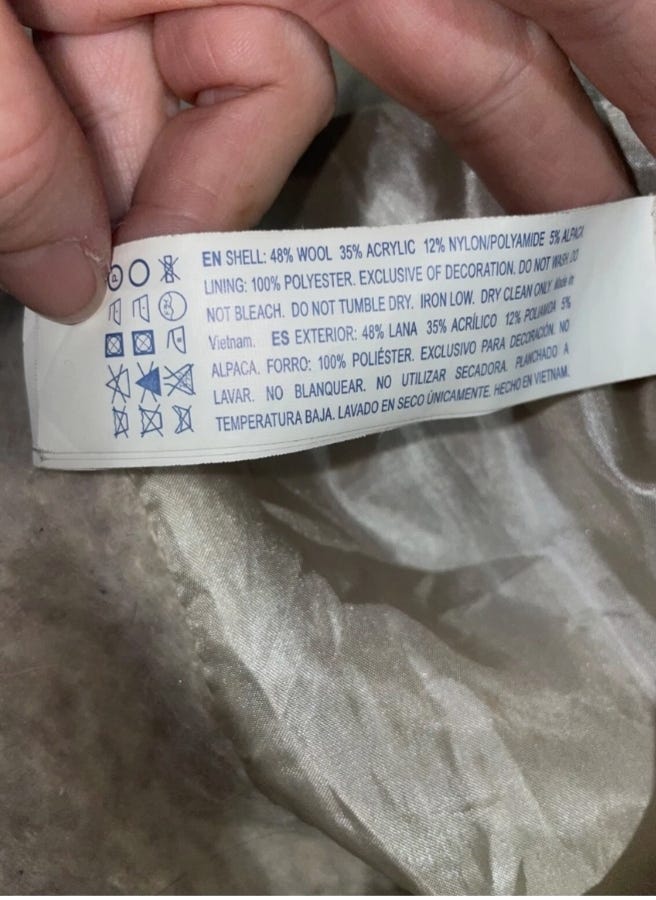 EN SHELL: 48% WOOL 35% ACRYLIC 12% NYLON/POLYAMIDE 5% ALPACA
LINING: 100% POLYESTER. EXCLUSIVE OF DECORATION. DO NOT WASH. DO
NOT BLEACH. DO NOT TUMBLE DRY. IRON LOW. DRY CLEAN ONLY. Made in
Vietnam. ES EXTERIOR: 48% LANA 35% ACRÍLICO 12% POLIAMIDA 5%
ALPACA. FORRO: 100% POLIÉSTER. EXCLUSIVO PARA DECORACIÓN. NO
LAVAR. NO BLANQUEAR. NO UTILIZAR SECADORA. PLANCHADO A
TEMPERATURA BAJA. LAVADO EN SECO ÚNICAMENTE. HECHO EN VIETNAM.